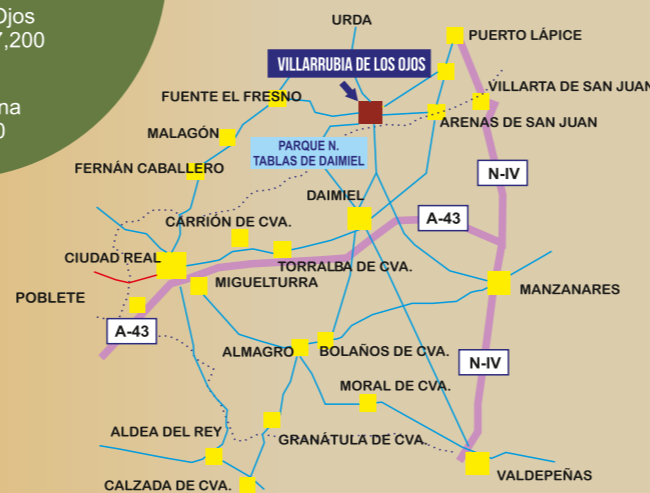 Ojos
7,200
na
0
URDA
PUERTO LÁPICE
VILLARRUBIA DE LOS OJOS
VILLARTA DE SAN JUAN
FUENTE EL FRESNO
ARENAS DE SAN JUAN
MALAGÓN
PARQUE N.
TABLAS DE DAIMIEL
FERNÁN CABALLERO
N-IV
DAIMIEL
A-43
CARRIÓN DE CVA.
CIUDAD REAL
TORRALBA DE CVA.
MIGUELTURRA
MANZANARES
POBLETE
A-43
ALMAGRO
BOLAÑOS DE CVA.
N-IV
MORAL DE CVA.
ALDEA DEL REY
GRANÁTULA DE CVA.
VALDEPEÑAS
CALZADA DE CVA.